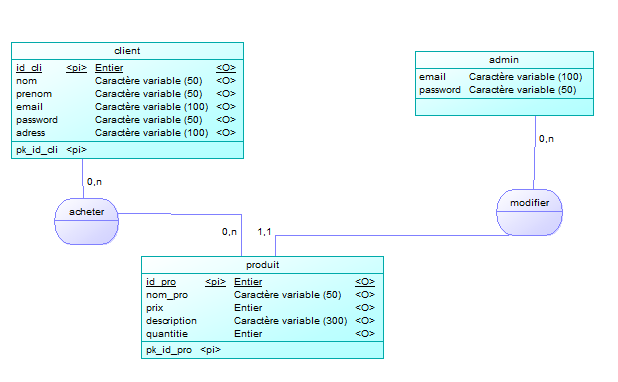 client
id_cli <pi> Entier <O>
nom Caractère variable (50) <O>
prenom Caractère variable (50) <O>
email Caractère variable (100) <O>
password Caractère variable (50) <O>
adress Caractère variable (100) <O>
pk_id_cli <pi>
admin
email Caractère variable (100)
password Caractère variable (50)
0,n
0,n
acheter
modifier
0,n
1,1
produit
id_pro <pi> Entier <O>
nom_pro Caractère variable (50) <O>
prix Entier <O>
description Caractère variable (300) <O>
quantitie Entier <O>
pk_id_pro <pi>